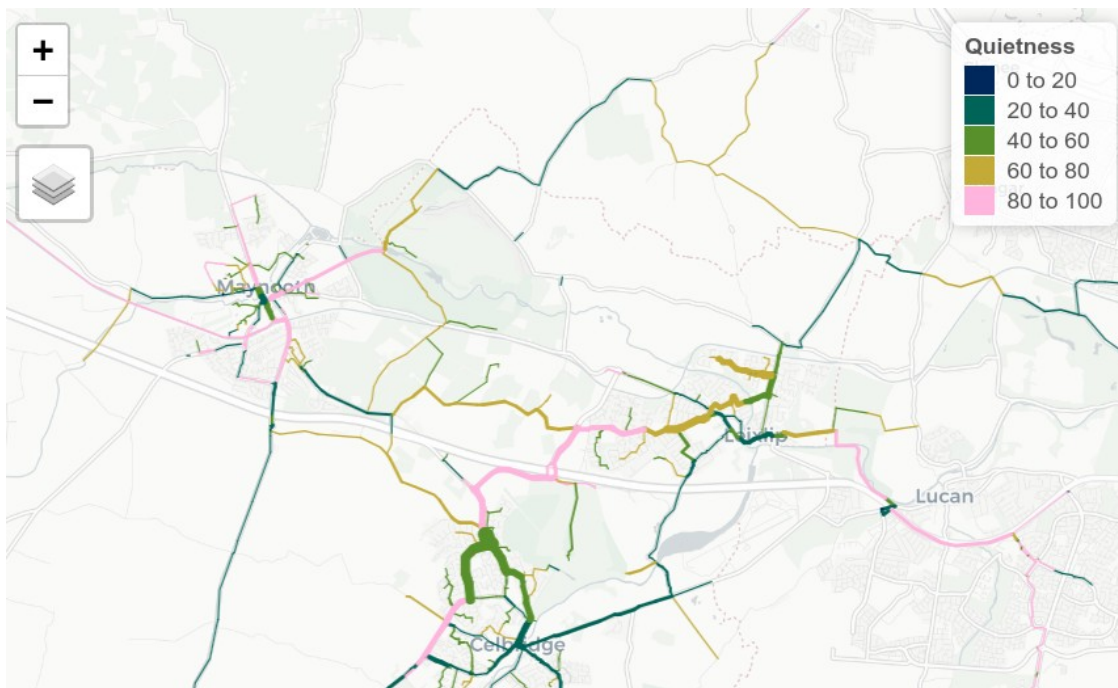 +
−
Quietness
0 to 20
20 to 40
40 to 60
60 to 80
80 to 100
Maynooth
Leixlip
Lucan
Celbridge